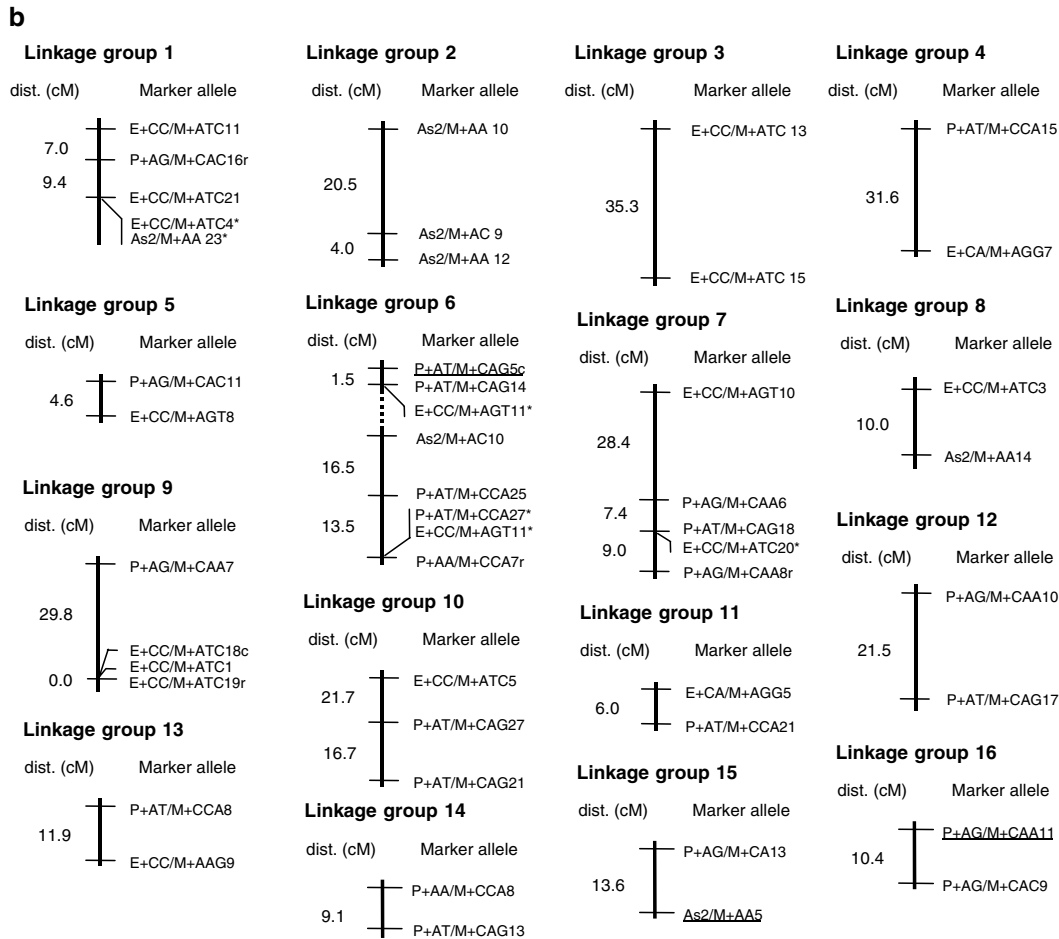 b
Linkage group 1
dist. (cM) Marker allele
E+CC/M+ATC11
7.0
P+AG/M+CAC16r
9.4
E+CC/M+ATC21
E+CC/M+ATC4*
As2/M+AA 23*
Linkage group 2
dist. (cM) Marker allele
As2/M+AA 10
20.5
As2/M+AC 9
4.0
As2/M+AA 12
Linkage group 3
dist. (cM) Marker allele
E+CC/M+ATC 13
35.3
E+CC/M+ATC 15
Linkage group 4
dist. (cM) Marker allele
P+AT/M+CCA15
31.6
E+CA/M+AGG7
Linkage group 5
dist. (cM) Marker allele
P+AG/M+CAC11
4.6
E+CC/M+AGT8
Linkage group 6
dist. (cM) Marker allele
P+AT/M+CAG5c
1.5
P+AT/M+CAG14
E+CC/M+AGT11*
As2/M+AC10
16.5
P+AT/M+CCA25
P+AT/M+CCA27*
13.5
E+CC/M+AGT11*
P+AA/M+CCA7r
Linkage group 7
dist. (cM) Marker allele
E+CC/M+AGT10
28.4
P+AG/M+CAA6
7.4
P+AT/M+CAG18
E+CC/M+ATC20*
9.0
P+AG/M+CAA8r
Linkage group 8
dist. (cM) Marker allele
E+CC/M+ATC3
10.0
As2/M+AA14
Linkage group 9
dist. (cM) Marker allele
P+AG/M+CAA7
29.8
E+CC/M+ATC18c
E+CC/M+ATC1
0.0
E+CC/M+ATC19r
Linkage group 10
dist. (cM) Marker allele
E+CC/M+ATC5
21.7
P+AT/M+CAG27
16.7
P+AT/M+CAG21
Linkage group 11
dist. (cM) Marker allele
E+CA/M+AGG5
6.0
P+AT/M+CCA21
Linkage group 12
dist. (cM) Marker allele
P+AG/M+CAA10
21.5
P+AT/M+CAG17
Linkage group 13
dist. (cM) Marker allele
P+AT/M+CCA8
11.9
E+CC/M+AAG9
Linkage group 14
dist. (cM) Marker allele
P+AA/M+CCA8
9.1
P+AT/M+CAG13
Linkage group 15
dist. (cM) Marker allele
P+AG/M+CA13
13.6
As2/M+AA5
Linkage group 16
dist. (cM) Marker allele
P+AG/M+CAA11
10.4
P+AG/M+CAC9